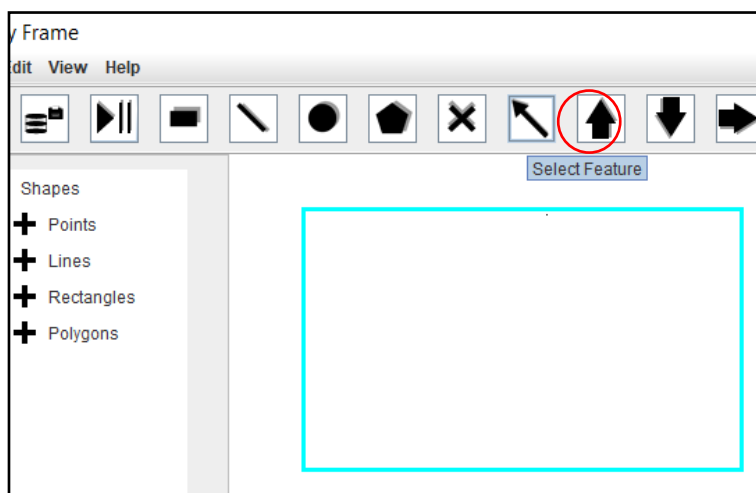 y Frame
dit View Help
Select Feature
Shapes
Points
Lines
Rectangles
Polygons